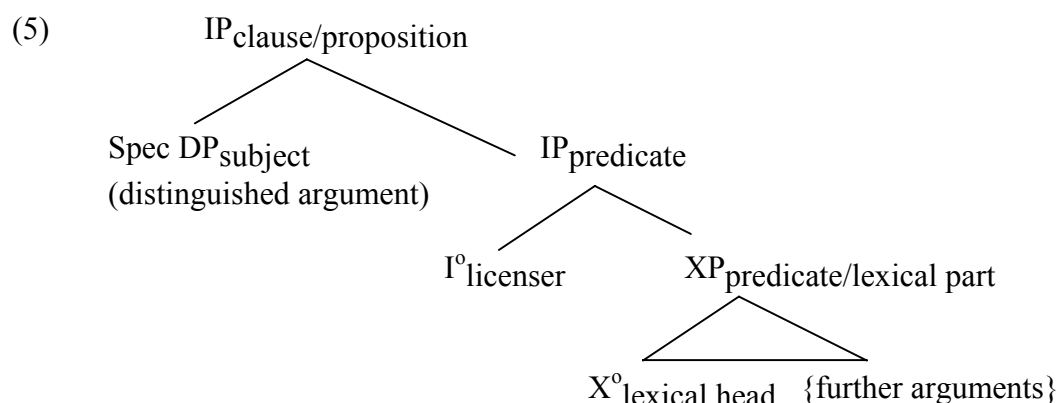 (5) IPclause/proposition
Spec DPsubject IPpredicate
(distinguished argument)
Iolicenser XPpredicate/lexical part
Xolexical head {further arguments}